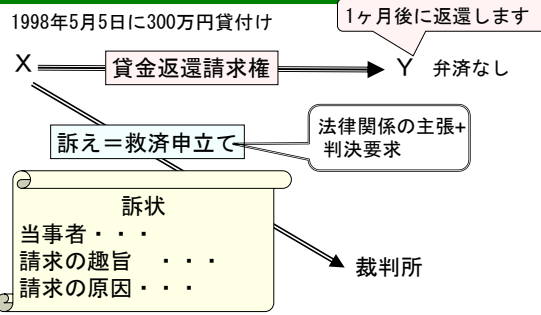 1998年5月5日に300万円貸付け
1ヶ月後に返還します
X
貸金返還請求権
Y
弁済なし
訴え=救済申立て
法律関係の主張+
判決要求
訴状
当事者・・・
請求の趣旨 ・・・
請求の原因・・・
裁判所